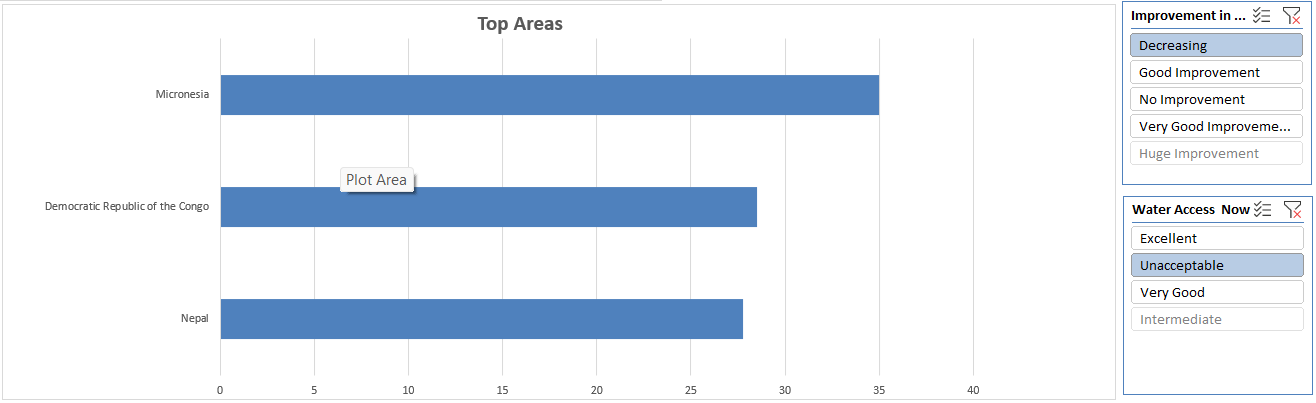 Top Areas
Micronesia
Plot Area
Democratic Republic of the Congo
Nepal
0 5 10 15 20 25 30 35 40
Improvement in ...
Decreasing
Good Improvement
No Improvement
Very Good Improveme...
Huge Improvement
Water Access Now
Excellent
Unacceptable
Very Good
Intermediate